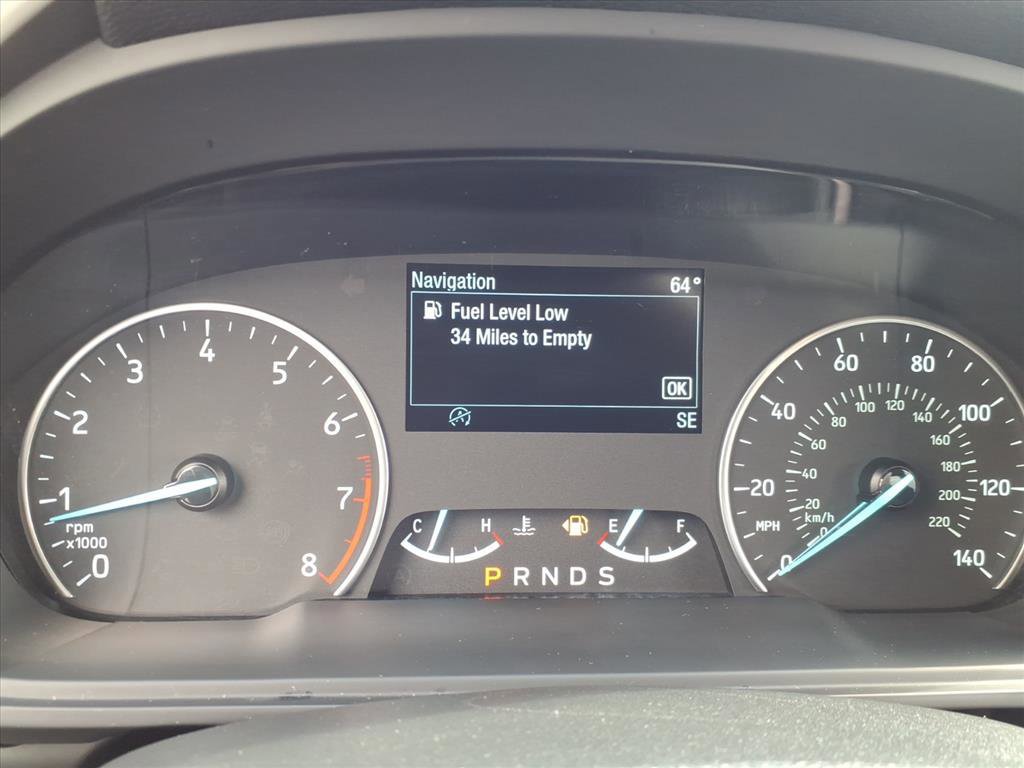 Navigation 64°
Fuel Level Low
34 Miles to Empty
OK
SE
0 1 2 3 4 5 6 7 8
rpm
x1000
C H
E F
P R N D S
0 20 40 60 80 100 120 140
MPH
0 20 40 60 80 100 120 140 160 180 200 220
km/h